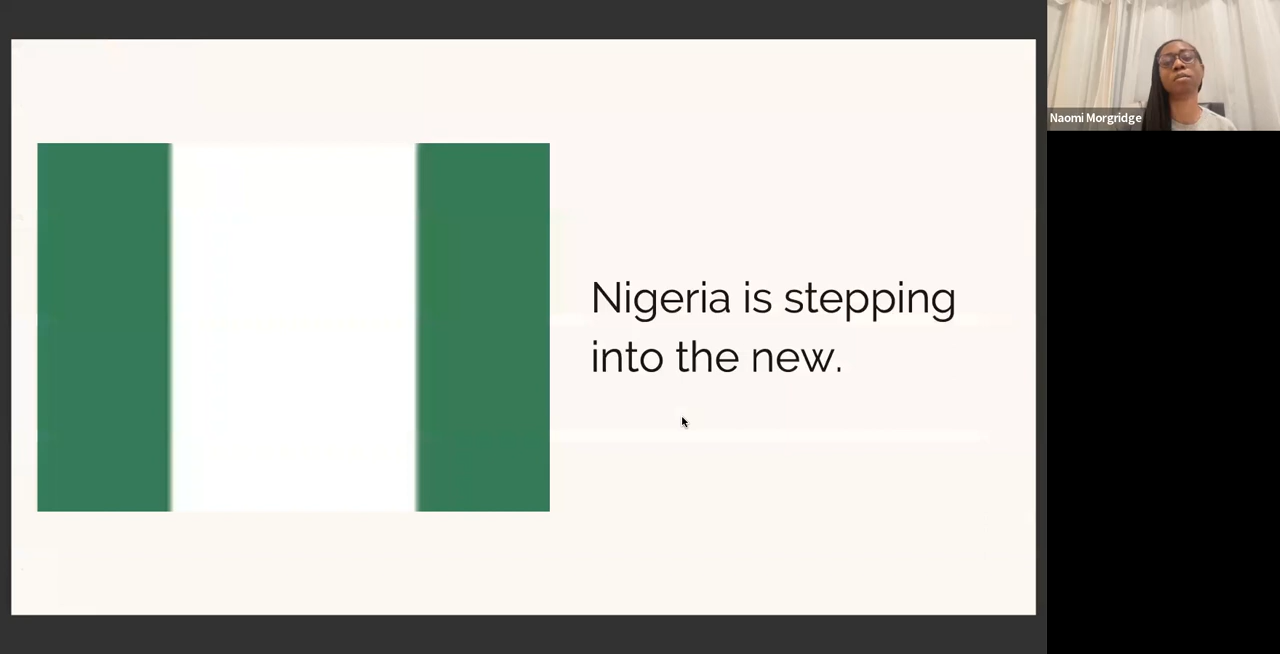 Nigeria is stepping
into the new.
Naomi Morgridge